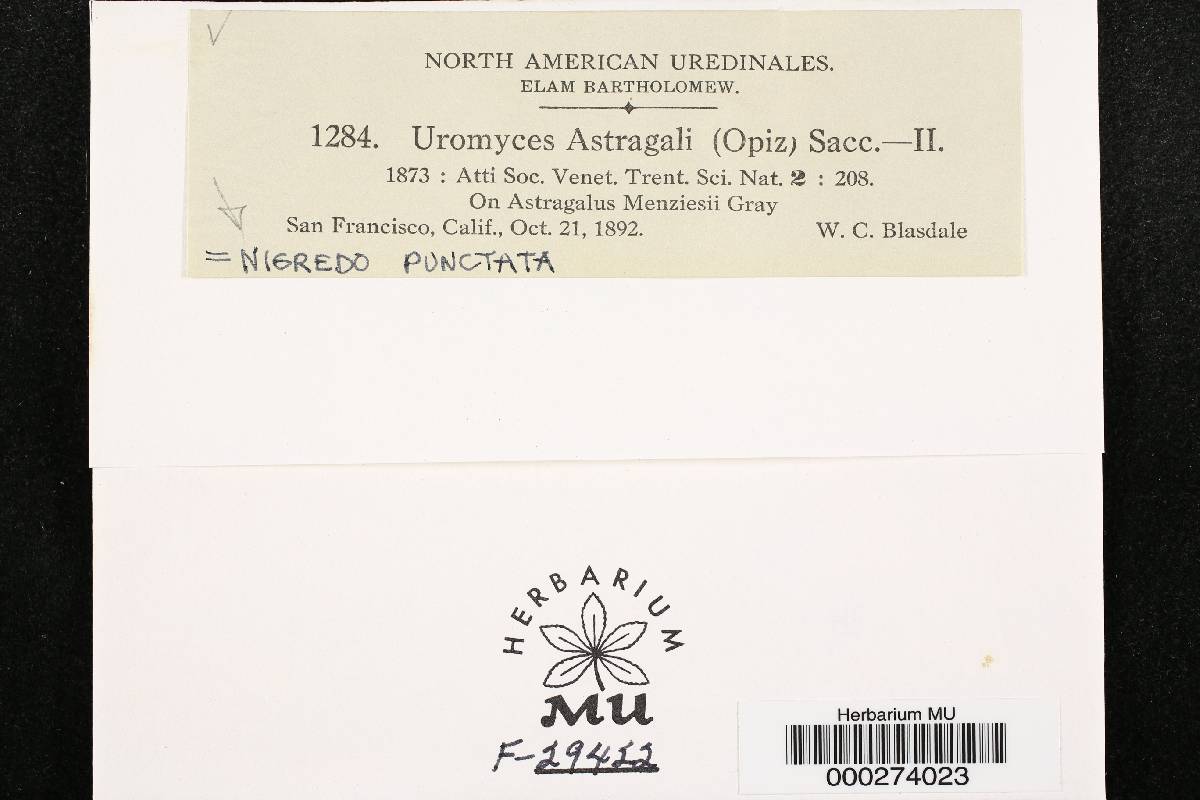 NORTH AMERICAN UREDINALES.
ELAM BARTHOLOMEW.
1284. Uromyces Astragali (Opiz) Sacc.—II.
1873 : Atti Soc. Venet. Trent. Sci. Nat. 2 : 208.
On Astragalus Menziesii Gray
San Francisco, Calif., Oct. 21, 1892. W. C. Blasdale
= NIGREDO PUNCTATA
HERBARIUM
MU
Herbarium MU
000274023